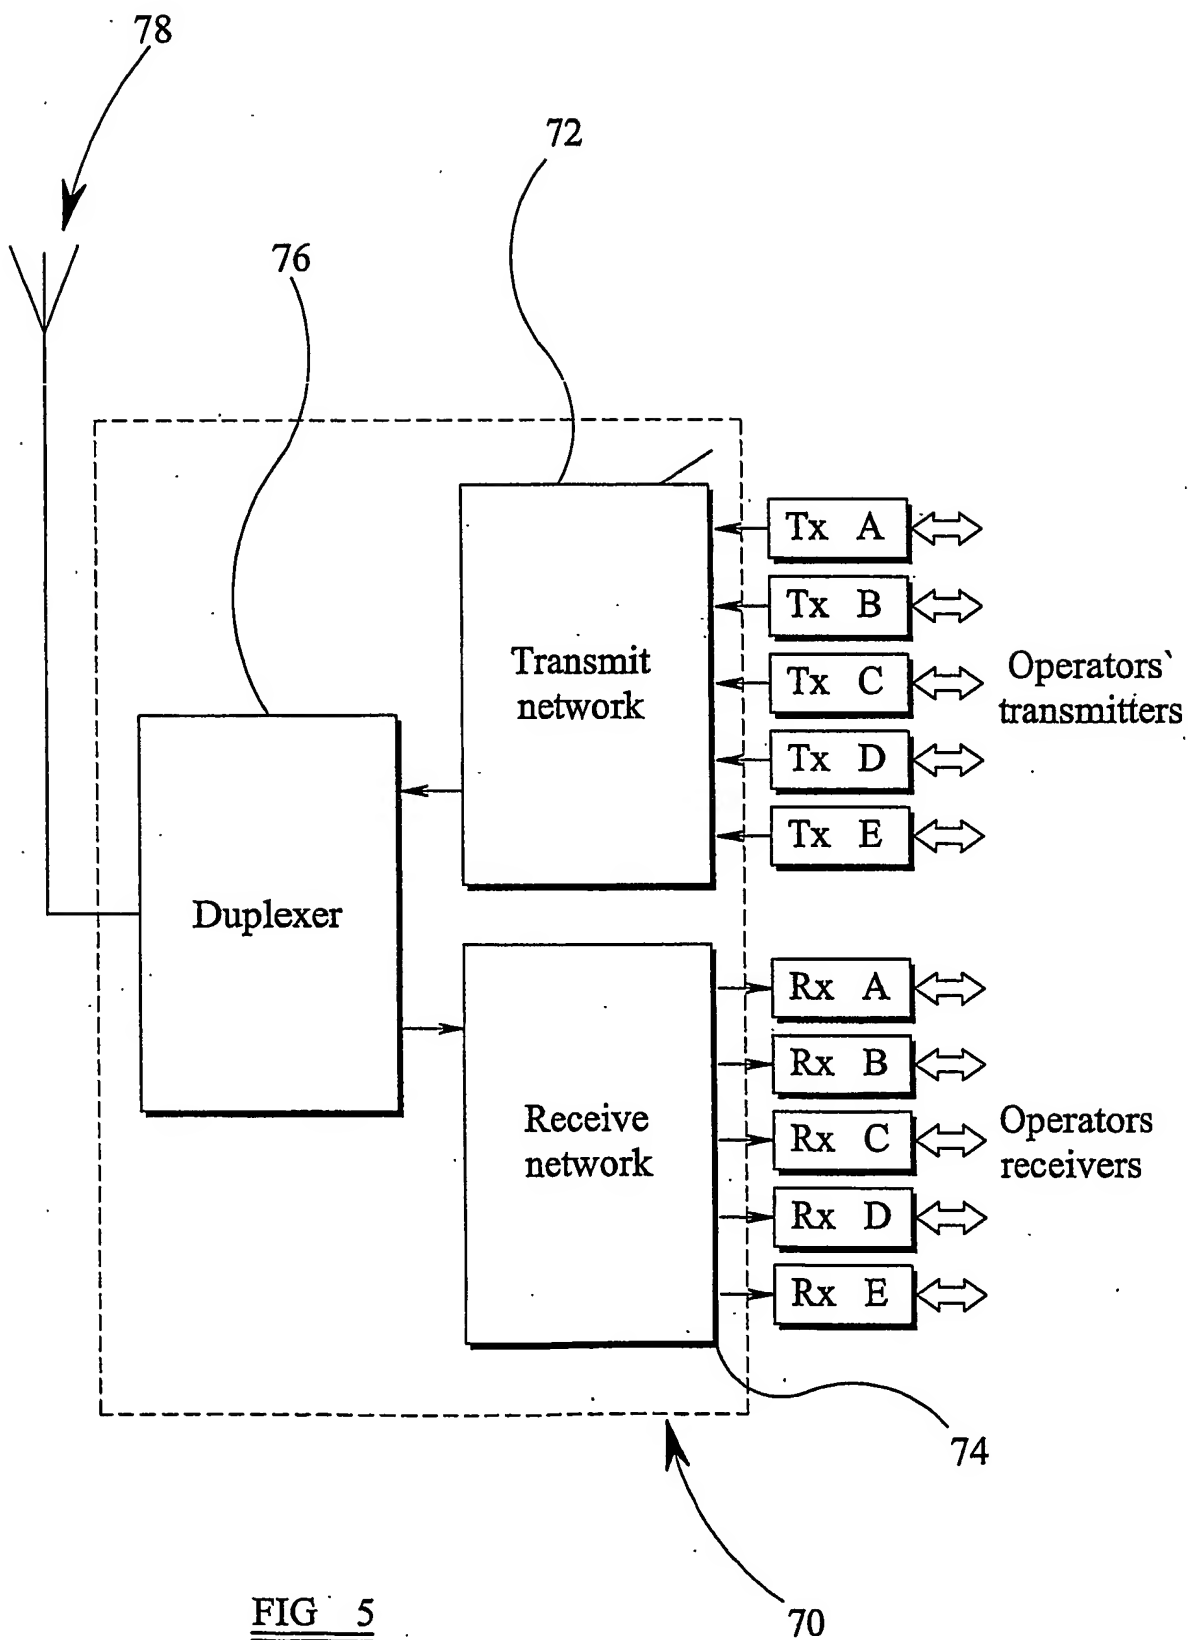 78
72
76
Tx A
Tx B
Tx C
Tx D
Tx E
Transmit
network
Operators`
transmitters
Duplexer
Rx A
Rx B
Rx C
Rx D
Rx E
Receive
network
Operators
receivers
74
70
FIG 5